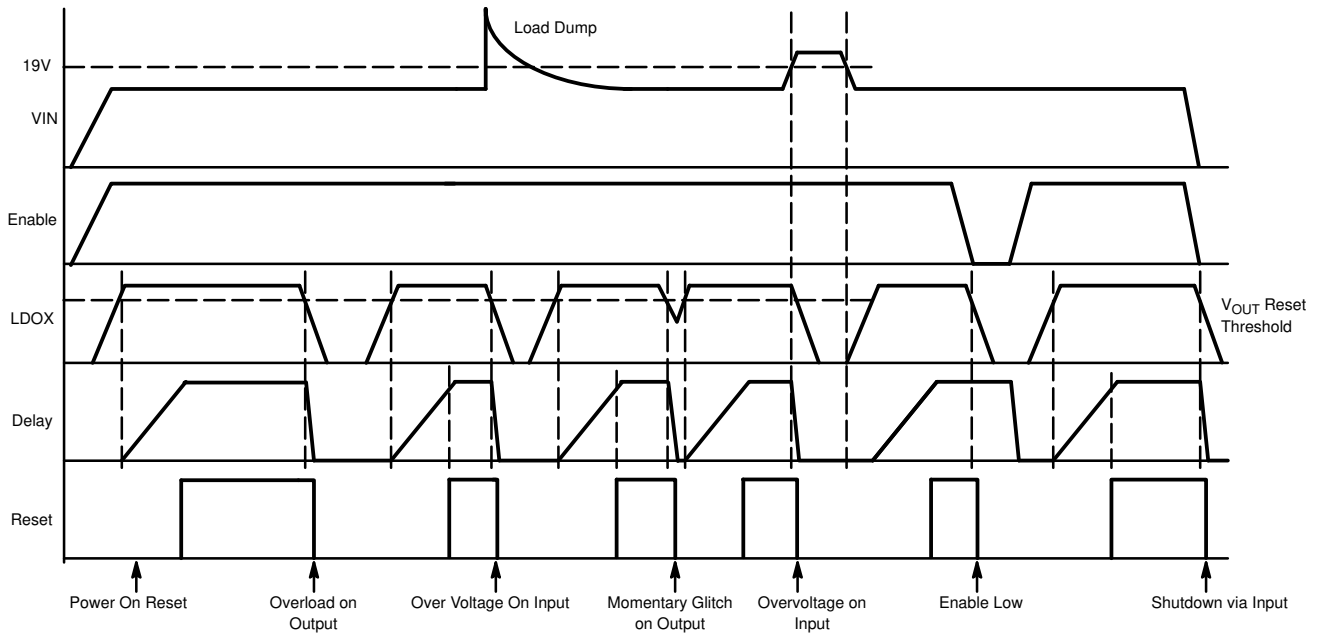 Load Dump
19V
VIN
Enable
LDOX
VOUT Reset
Threshold
Delay
Reset
Power On Reset
Overload on
Output
Over Voltage On Input
Momentary Glitch
on Output
Overvoltage on
Input
Enable Low
Shutdown via Input